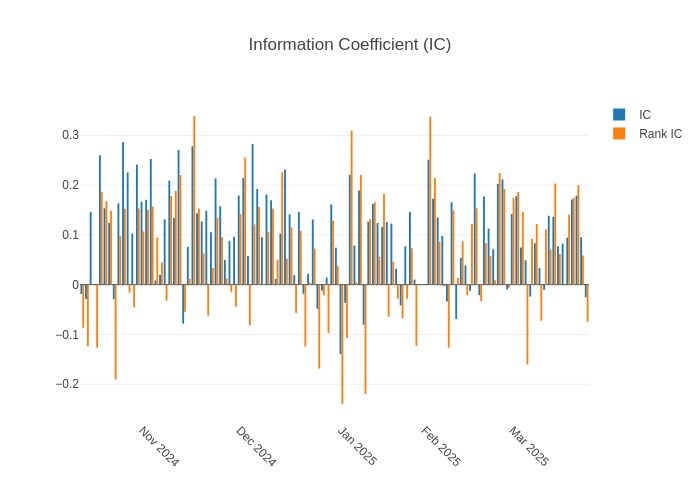 Information Coefficient (IC)
IC
Rank IC
0.3
0.2
0.1
0
−0.1
−0.2
Nov 2024
Dec 2024
Jan 2025
Feb 2025
Mar 2025